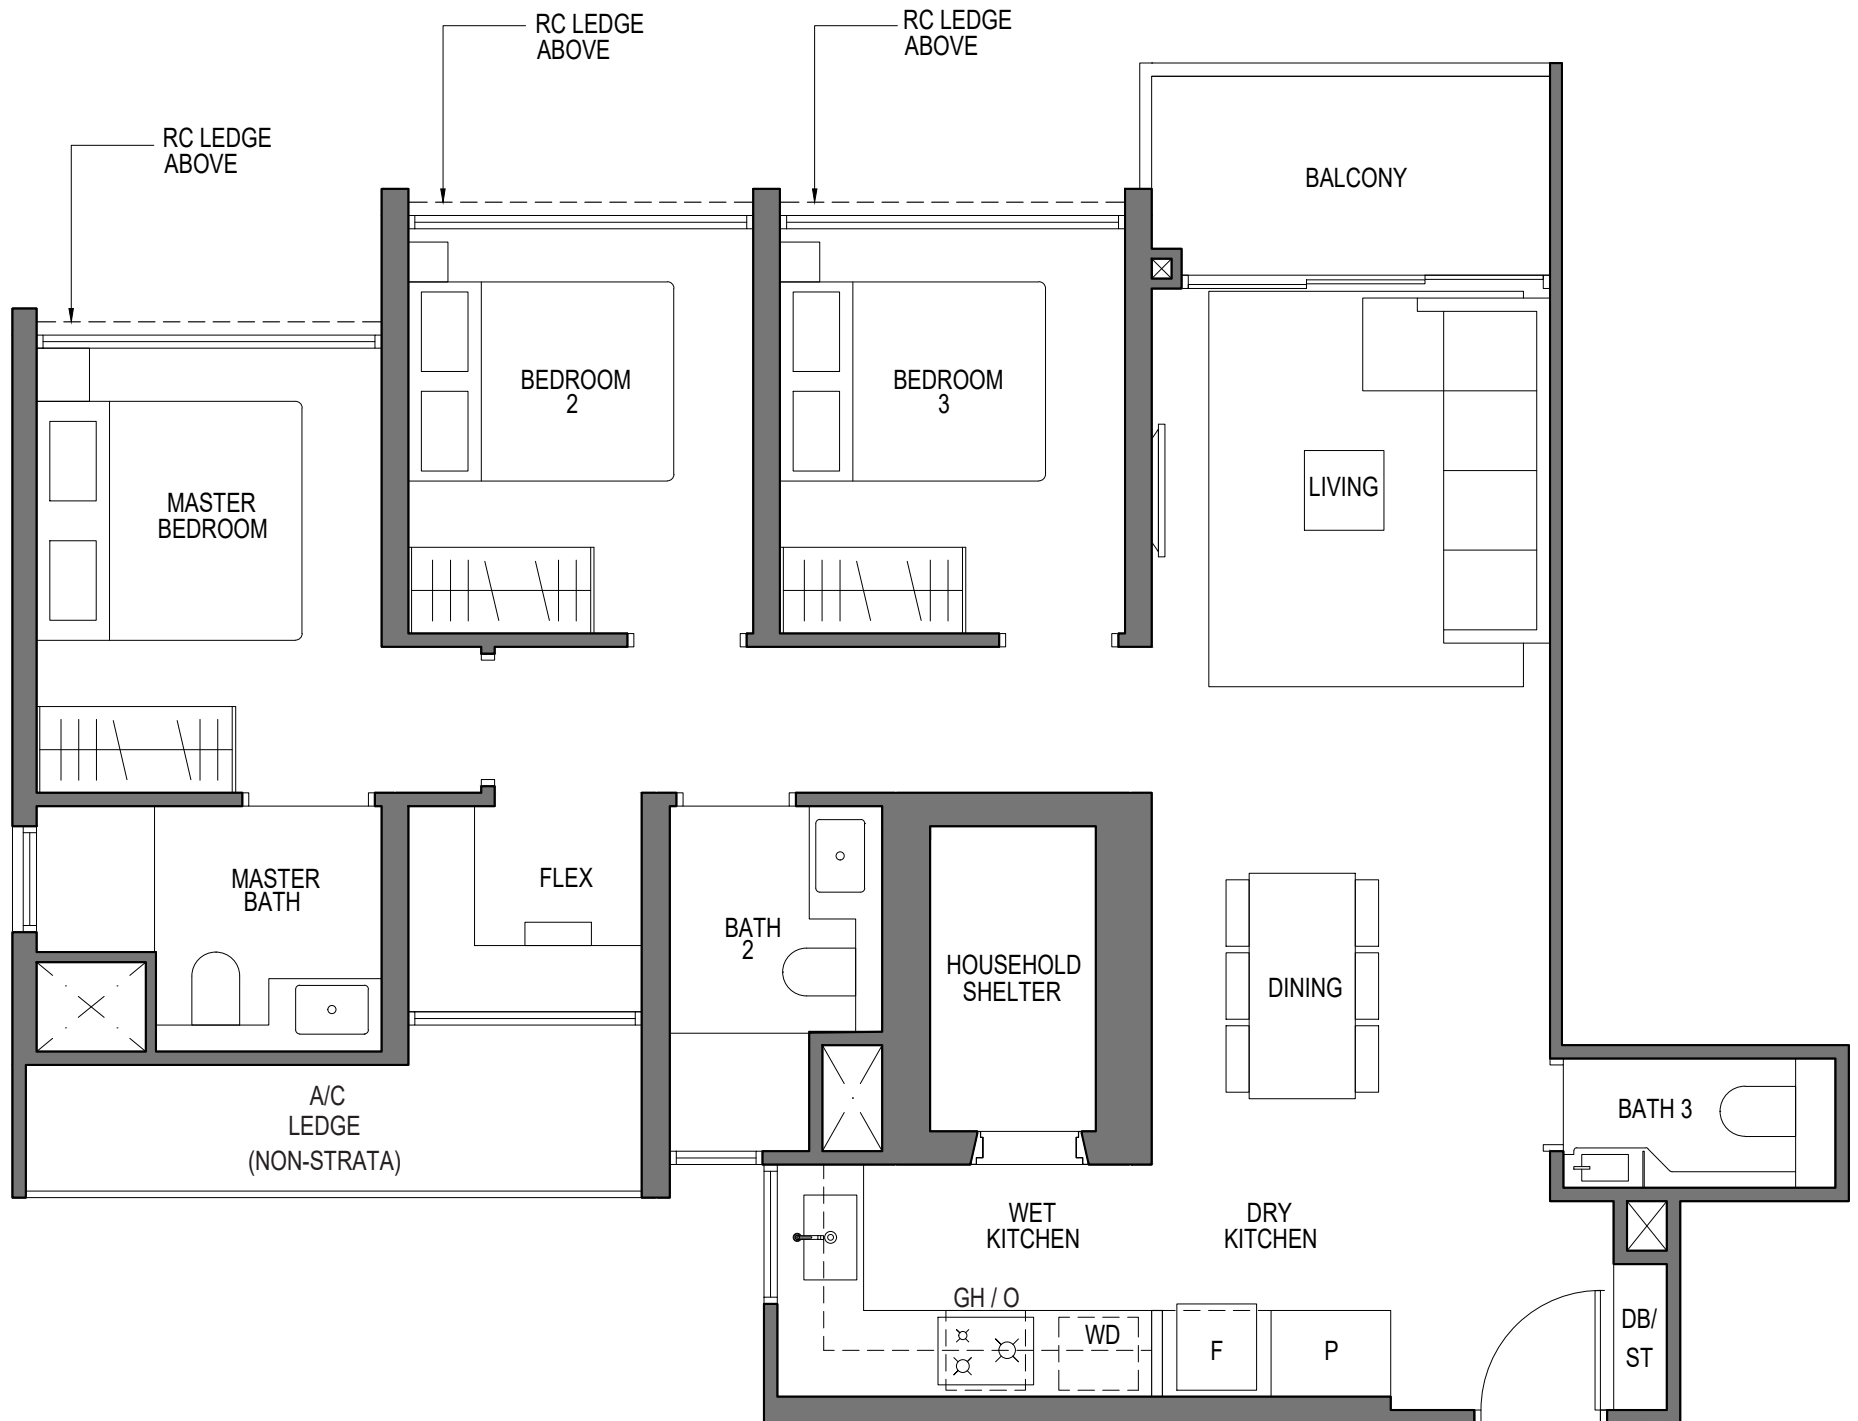 RC LEDGE
ABOVE
RC LEDGE
ABOVE
RC LEDGE
ABOVE
BALCONY
BEDROOM
2
BEDROOM
3
MASTER
BEDROOM
LIVING
MASTER
BATH
FLEX
BATH
2
HOUSEHOLD
SHELTER
DINING
A/C
LEDGE
(NON-STRATA)
BATH 3
WET
KITCHEN
DRY
KITCHEN
GH / O
WD
F
P
DB/
ST